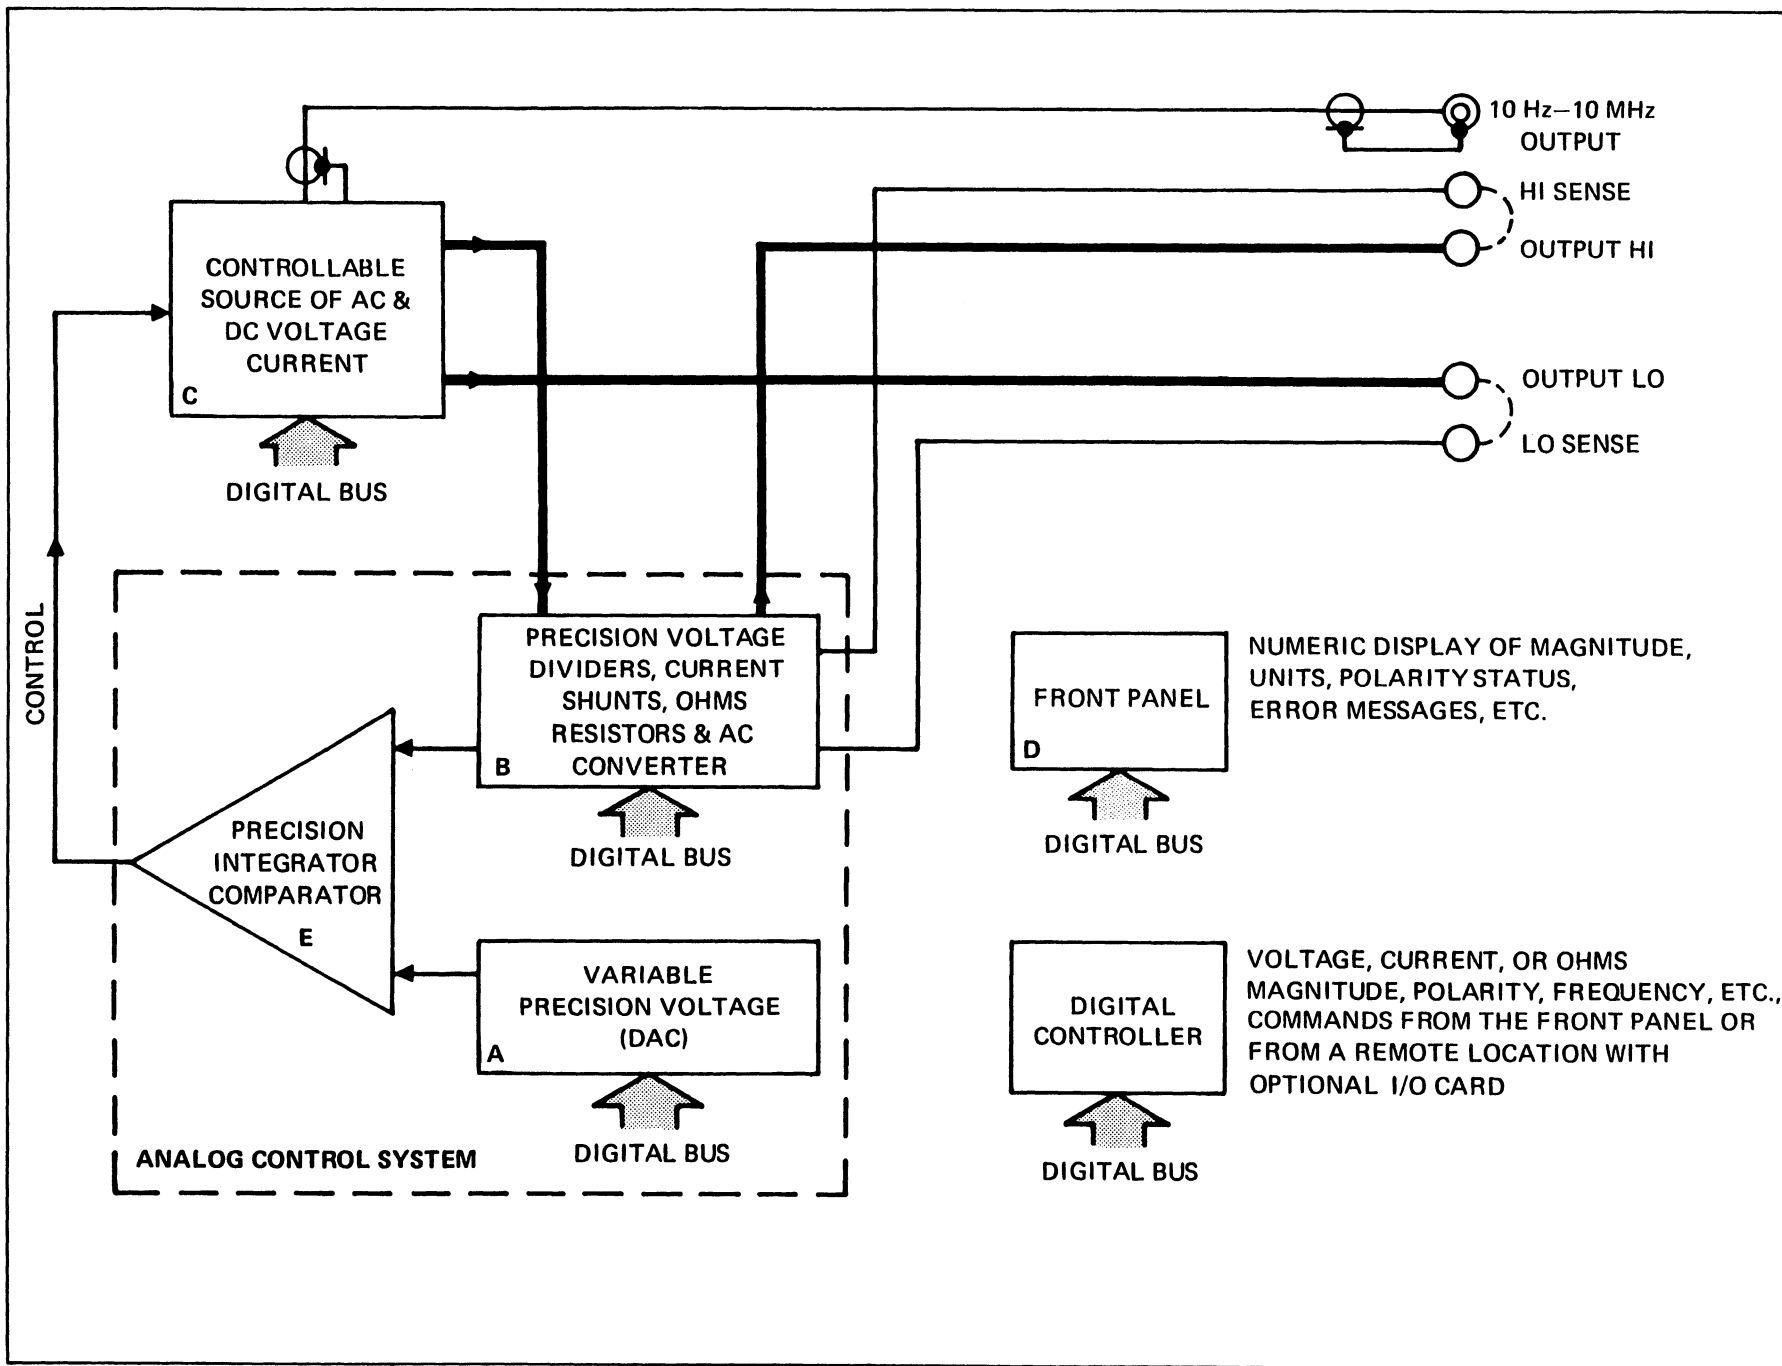 10 Hz–10 MHz
OUTPUT
HI SENSE
OUTPUT HI
OUTPUT LO
LO SENSE
CONTROLLABLE
SOURCE OF AC &
DC VOLTAGE
CURRENT
C
DIGITAL BUS
CONTROL
PRECISION VOLTAGE
DIVIDERS, CURRENT
SHUNTS, OHMS
RESISTORS & AC
CONVERTER
B
DIGITAL BUS
PRECISION
INTEGRATOR
COMPARATOR
E
VARIABLE
PRECISION VOLTAGE
(DAC)
A
DIGITAL BUS
ANALOG CONTROL SYSTEM
FRONT PANEL
D
DIGITAL BUS
NUMERIC DISPLAY OF MAGNITUDE,
UNITS, POLARITY STATUS,
ERROR MESSAGES, ETC.
DIGITAL
CONTROLLER
DIGITAL BUS
VOLTAGE, CURRENT, OR OHMS
MAGNITUDE, POLARITY, FREQUENCY, ETC.,
COMMANDS FROM THE FRONT PANEL OR
FROM A REMOTE LOCATION WITH
OPTIONAL I/O CARD